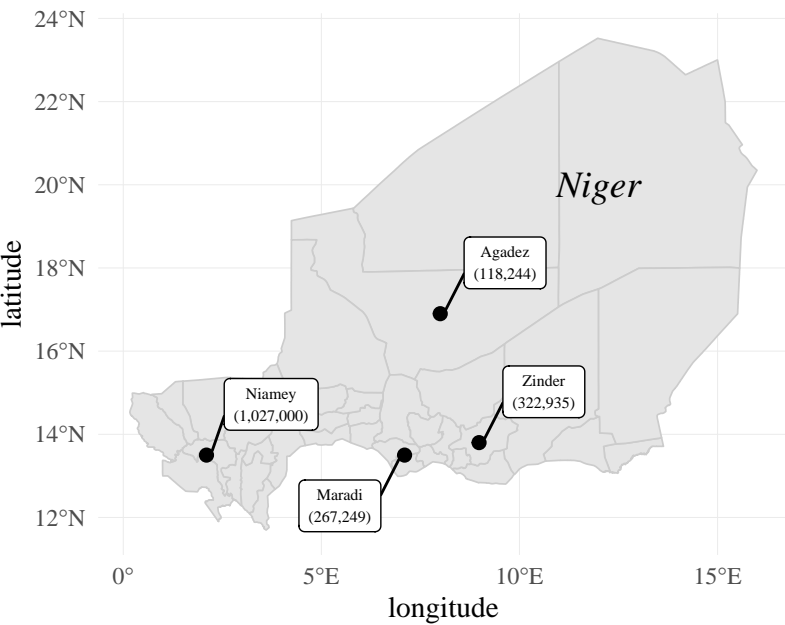 24°N
22°N
20°N
18°N
16°N
14°N
12°N
latitude
Niger
Agadez
(118,244)
Zinder
(322,935)
Niamey
(1,027,000)
Maradi
(267,249)
0°
5°E
10°E
15°E
longitude